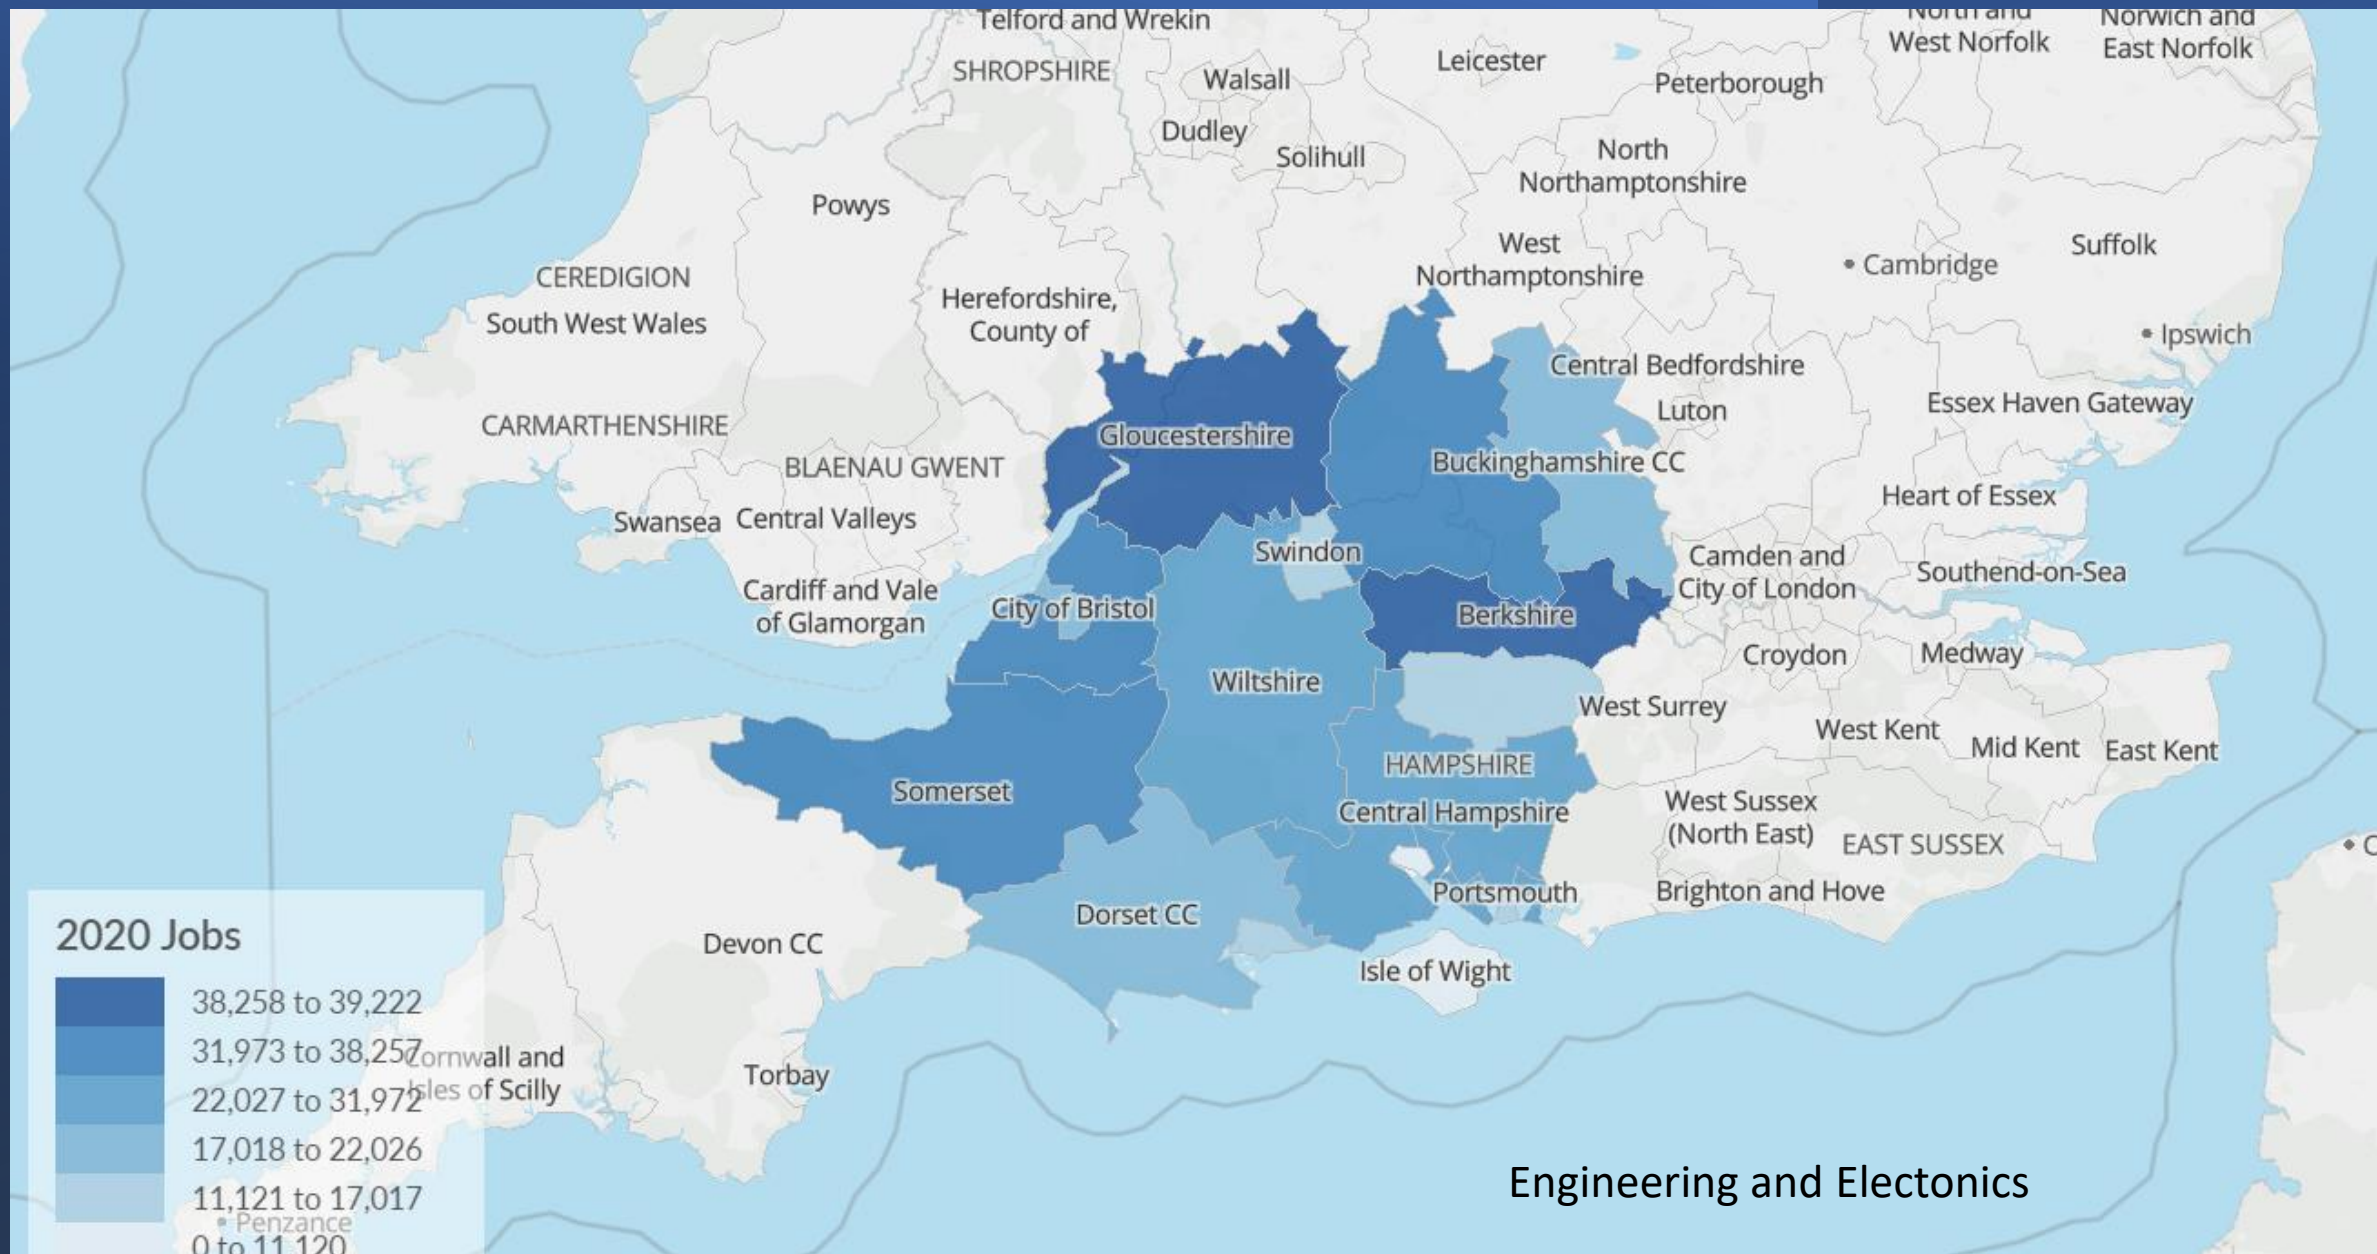 Telford and Wrekin
North and
West Norfolk
Norwich and
East Norfolk
SHROPSHIRE
Walsall
Leicester
Peterborough
Dudley
Solihull
North
Northamptonshire
Powys
West
Northamptonshire
Cambridge
Suffolk
CEREDIGION
South West Wales
Herefordshire,
County of
Ipswich
Central Bedfordshire
Luton
Essex Haven Gateway
CARMARTHENSHIRE
Gloucestershire
BLAENAU GWENT
Buckinghamshire CC
Heart of Essex
Swansea
Central Valleys
Swindon
Camden and
City of London
Southend-on-Sea
Cardiff and Vale
of Glamorgan
City of Bristol
Berkshire
Croydon
Medway
Wiltshire
West Surrey
West Kent
Mid Kent
East Kent
HAMPSHIRE
Somerset
Central Hampshire
West Sussex
(North East)
EAST SUSSEX
Portsmouth
Brighton and Hove
Dorset CC
Devon CC
Isle of Wight
Torbay
Cornwall and
Isles of Scilly
Penzance
2020 Jobs
38,258 to 39,222
31,973 to 38,257
22,027 to 31,972
17,018 to 22,026
11,121 to 17,017
0 to 11,120
Engineering and Electonics